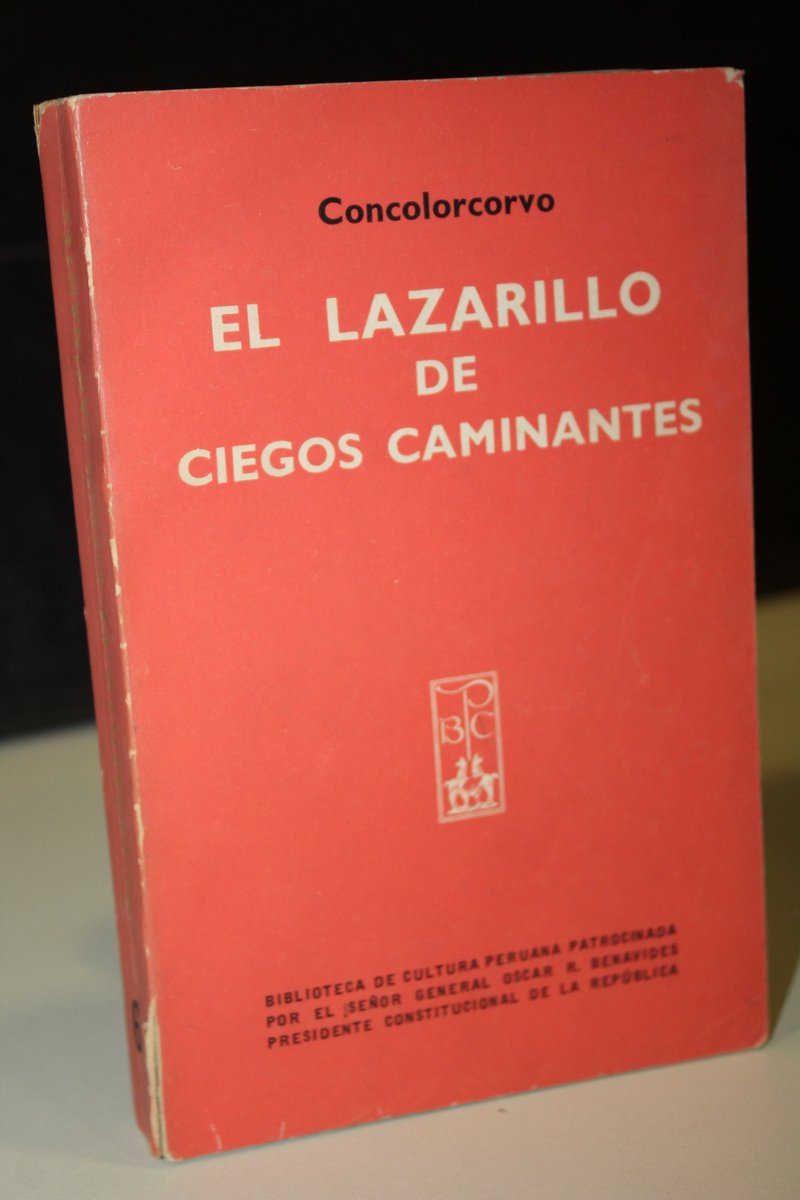 Concolorcorvo
EL LAZARILLO
DE
CIEGOS CAMINANTES
P
B C
BIBLIOTECA DE CULTURA PERUANA PATROCINADA
POR EL SEÑOR GENERAL OSCAR R. BENAVIDES
PRESIDENTE CONSTITUCIONAL DE LA REPÚBLICA
6